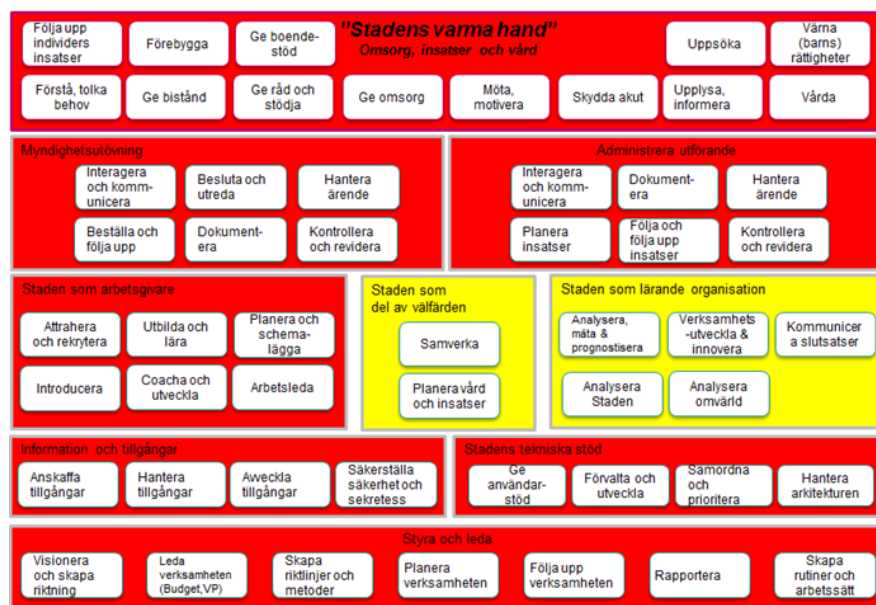 ”Stadens varma hand”
Omsorg, insatser och vård
Följa upp
individers
insatser
Förebygga
Ge boende-
stöd
Uppsöka
Värna
(barns)
rättigheter
Förstå, tolka
behov
Ge bistånd
Ge råd och
stödja
Ge omsorg
Möta,
motivera
Skydda akut
Upplysa,
informera
Vårda
Myndighetsutövning
Interagera
och komm-
unicera
Besluta och
utreda
Hantera
ärende
Beställa och
följa upp
Dokument-
era
Kontrollera
och revidera
Administrera utförande
Interagera
och komm-
unicera
Dokument-
era
Hantera
ärende
Planera
insatser
Följa och
följa upp
insatser
Kontrollera
och revidera
Staden som arbetsgivare
Attrahera
och rekrytera
Utbilda och
lära
Planera och
schema-
lägga
Introducera
Coacha och
utveckla
Arbetsleda
Staden som
del av välfärden
Samverka
Planera vård
och insatser
Staden som lärande organisation
Analysera,
mäta &
prognostisera
Verksamhets
-utveckla &
innovera
Kommunicer
a slutsatser
Analysera
Staden
Analysera
omvärld
Information och tillgångar
Anskaffa
tillgångar
Hantera
tillgångar
Avveckla
tillgångar
Säkerställa
säkerhet och
sekretess
Stadens tekniska stöd
Ge
användar-
stöd
Förvalta och
utveckla
Samordna
och
prioritera
Hantera
arkitekturen
Styra och leda
Visionera
och skapa
riktning
Leda
verksamheten
(Budget,VP)
Skapa
riktlinjer och
metoder
Planera
verksamheten
Följa upp
verksamheten
Rapportera
Skapa
rutiner och
arbetssätt